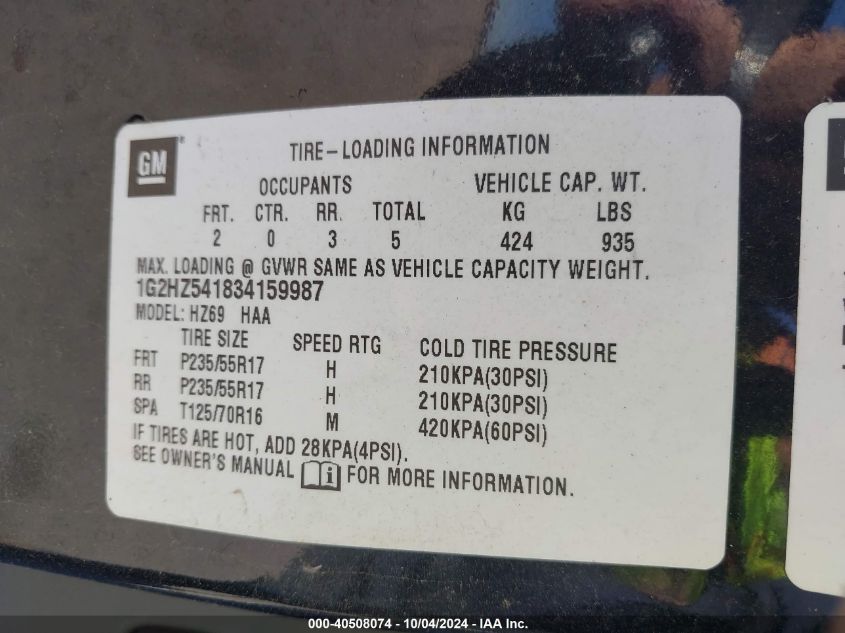 GM
TIRE-LOADING INFORMATION
OCCUPANTS VEHICLE CAP. WT.
FRT. CTR. RR. TOTAL KG LBS
2 0 3 5 424 935
MAX. LOADING @ GVWR SAME AS VEHICLE CAPACITY WEIGHT.
1G2HZ541834159987
MODEL: HZ69 HAA
TIRE SIZE SPEED RTG COLD TIRE PRESSURE
FRT P235/55R17 H 210KPA(30PSI)
RR P235/55R17 H 210KPA(30PSI)
SPA T125/70R16 M 420KPA(60PSI)
IF TIRES ARE HOT, ADD 28KPA(4PSI).
SEE OWNER'S MANUAL i FOR MORE INFORMATION.
000-40508074 - 10/04/2024 - IAA Inc.